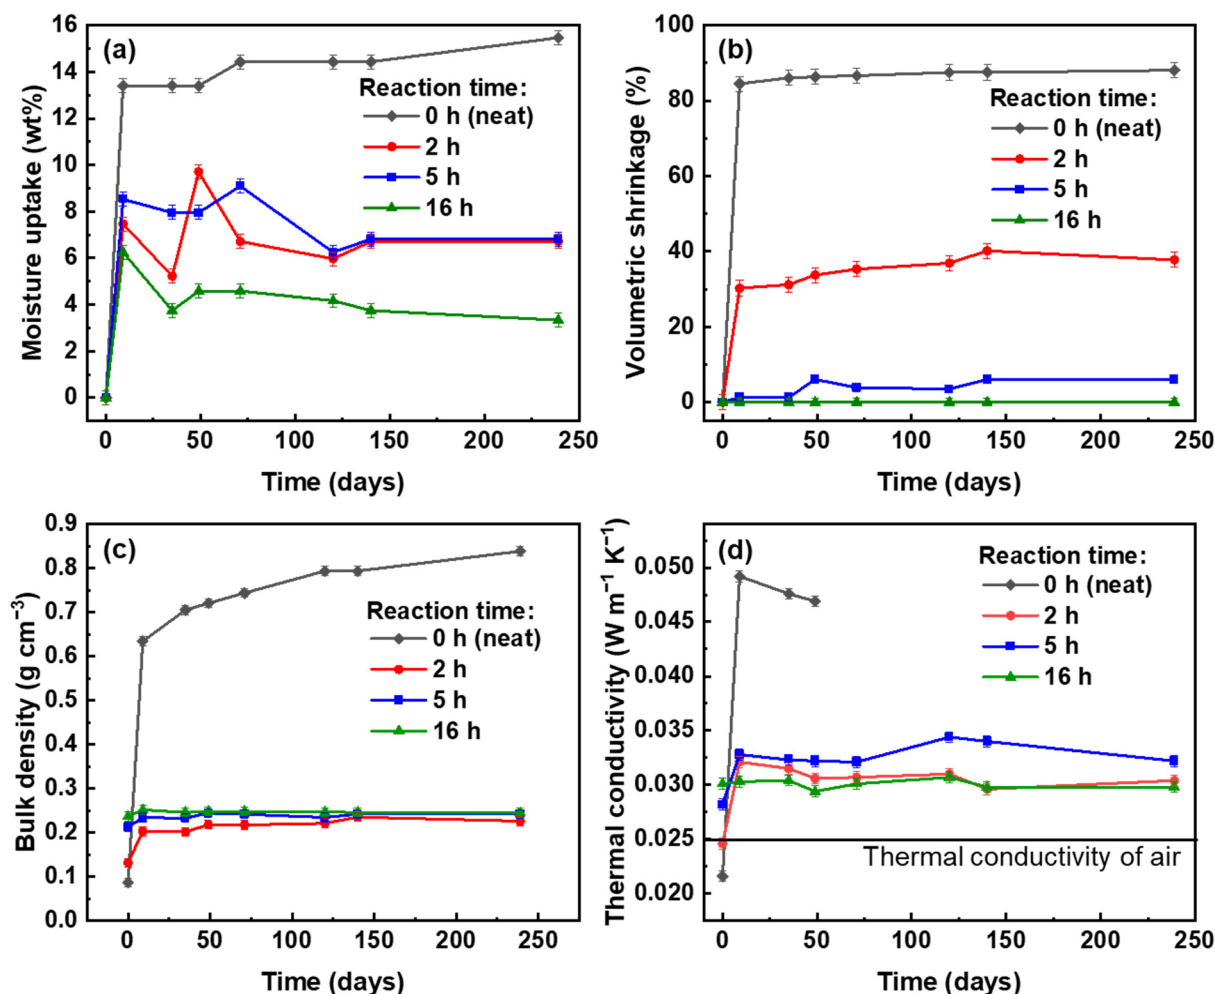 (a)
Moisture uptake (wt%)
16
14
12
10
8
6
4
2
0
Reaction time:
0 h (neat)
2 h
5 h
16 h
0
50
100
150
200
250
Time (days)
(b)
Volumetric shrinkage (%)
100
80
60
40
20
0
Reaction time:
0 h (neat)
2 h
5 h
16 h
0
50
100
150
200
250
Time (days)
(c)
Bulk density (g cm⁻³)
0.9
0.8
0.7
0.6
0.5
0.4
0.3
0.2
0.1
0.0
Reaction time:
0 h (neat)
2 h
5 h
16 h
0
50
100
150
200
250
Time (days)
(d)
Thermal conductivity (W m⁻¹ K⁻¹)
0.050
0.045
0.040
0.035
0.030
0.025
0.020
Reaction time:
0 h (neat)
2 h
5 h
16 h
Thermal conductivity of air
0
50
100
150
200
250
Time (days)